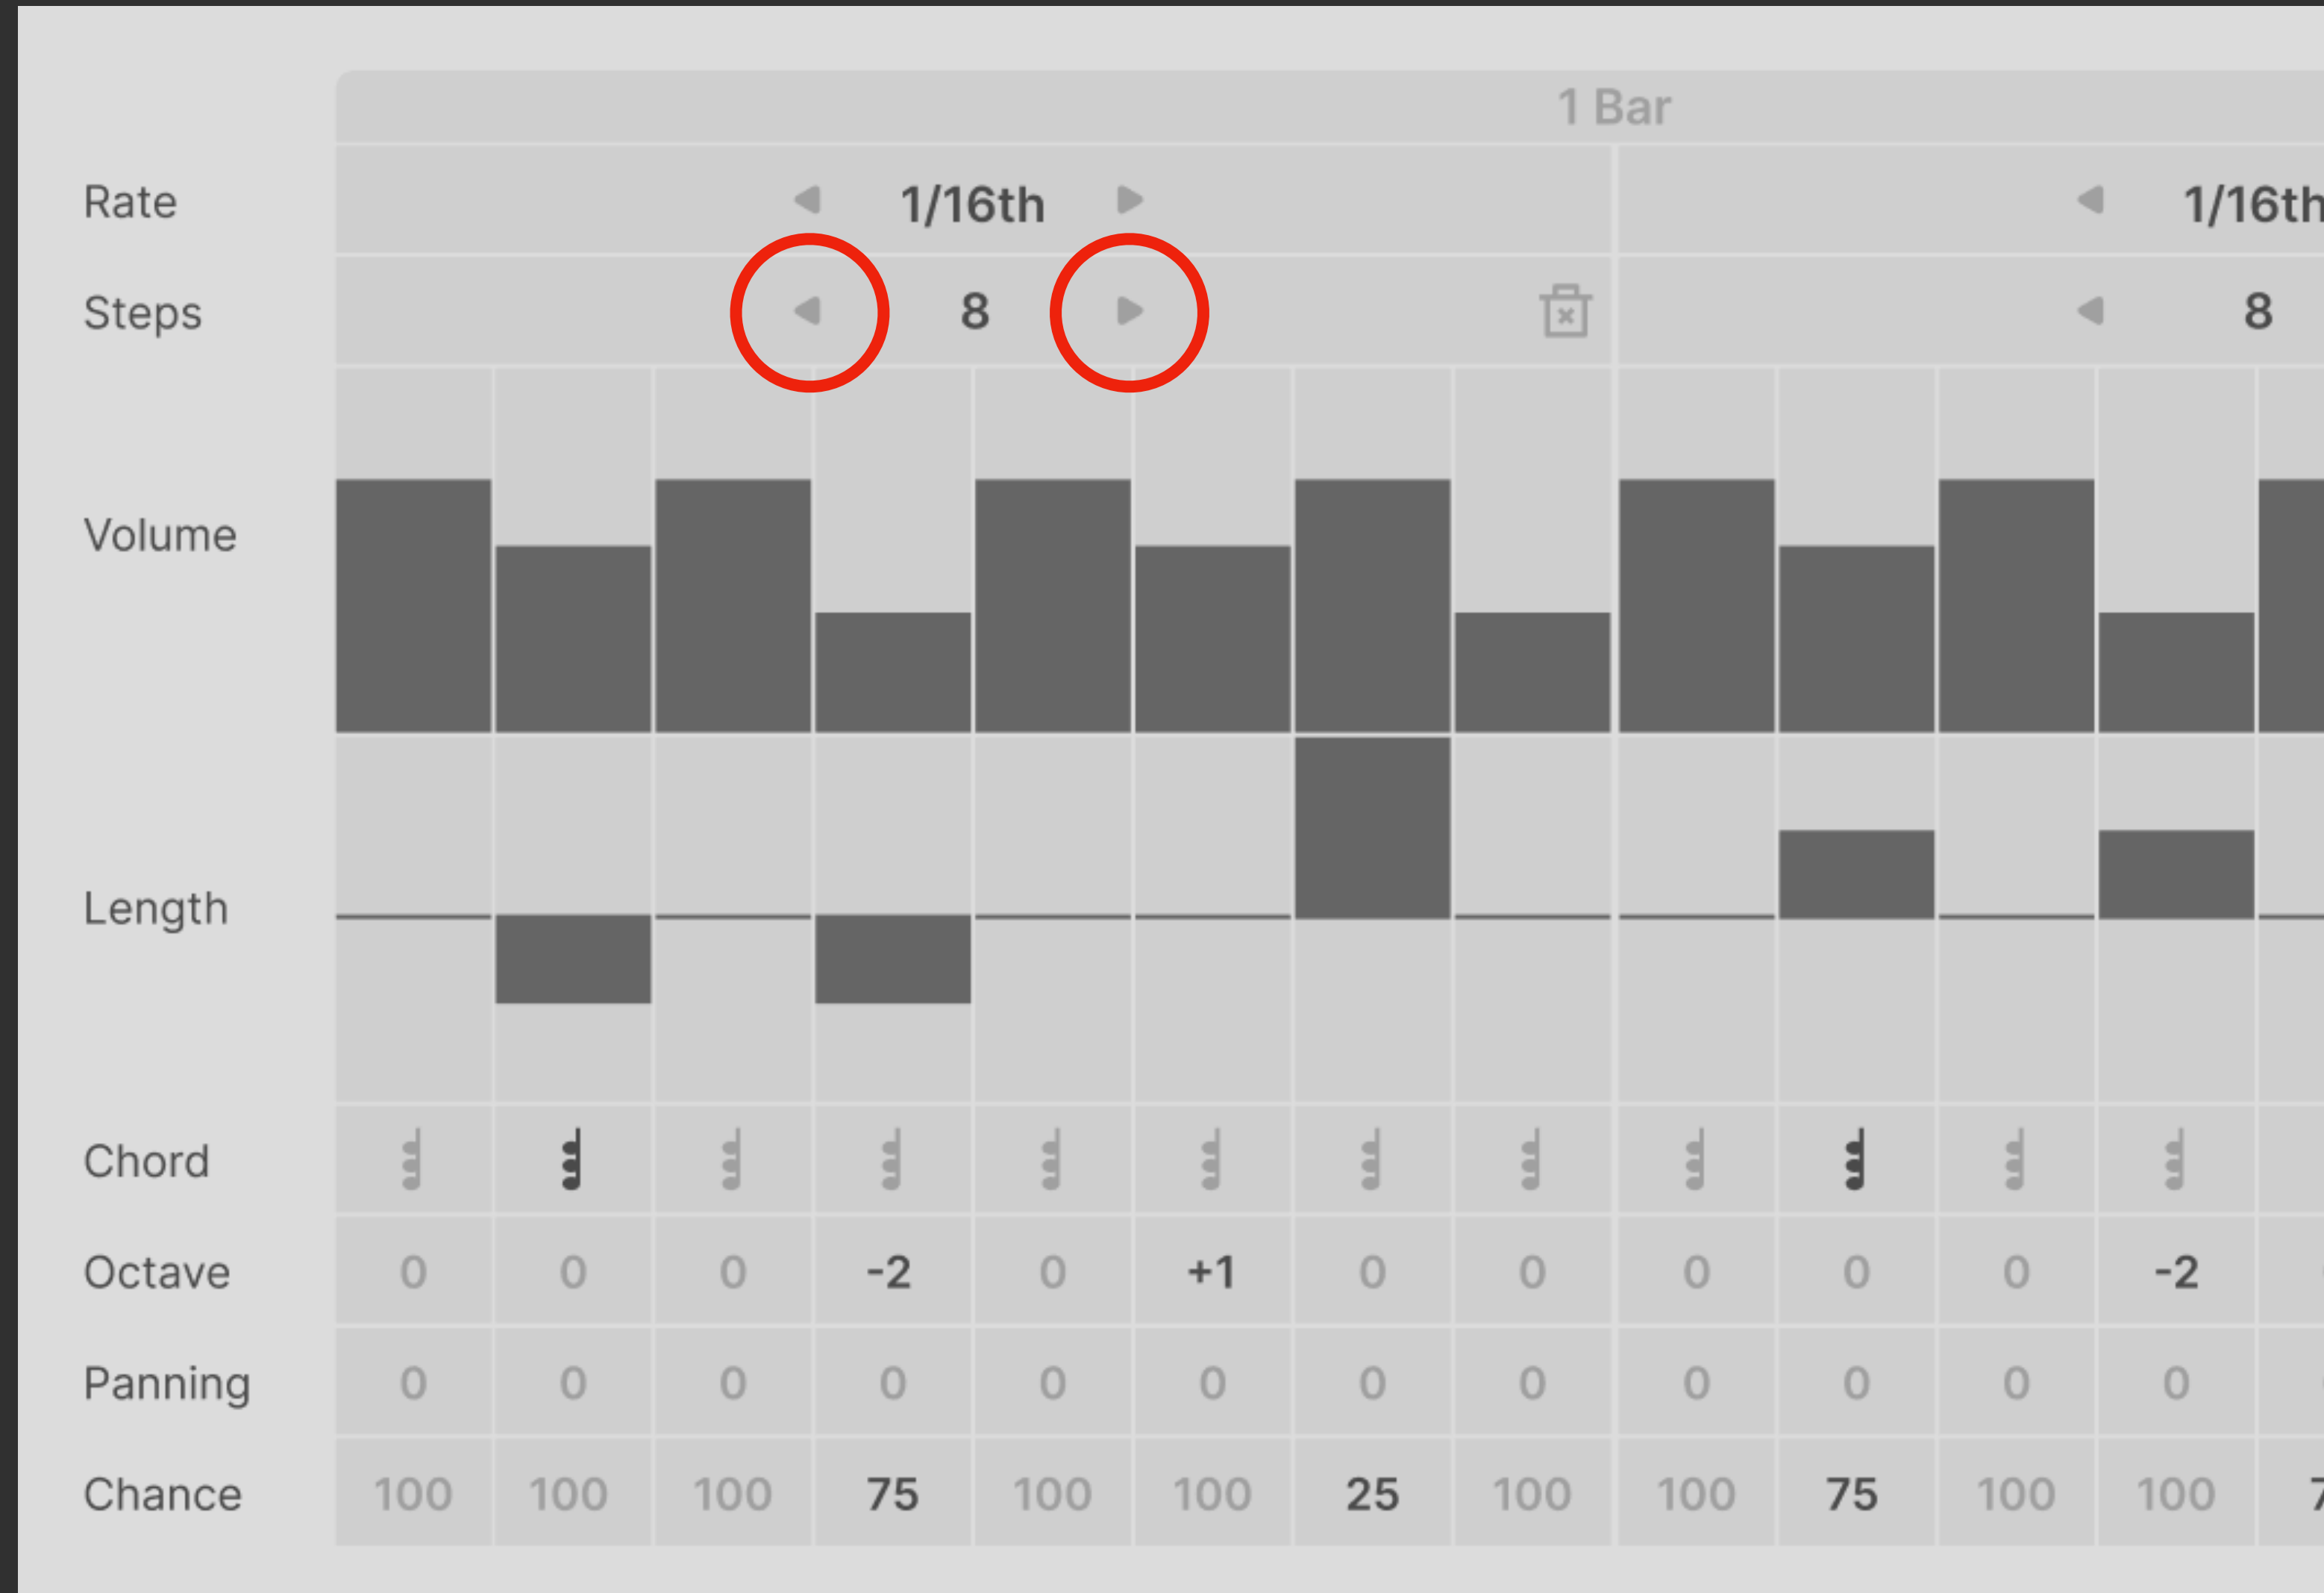 1 Bar
Rate 1/16th 1/16th
Steps 8 8
Volume
Length
Chord
Octave 0 0 0 -2 0 +1 0 0 0 0 0 -2
Panning 0 0 0 0 0 0 0 0 0 0 0 0
Chance 100 100 100 75 100 100 25 100 100 75 100 100